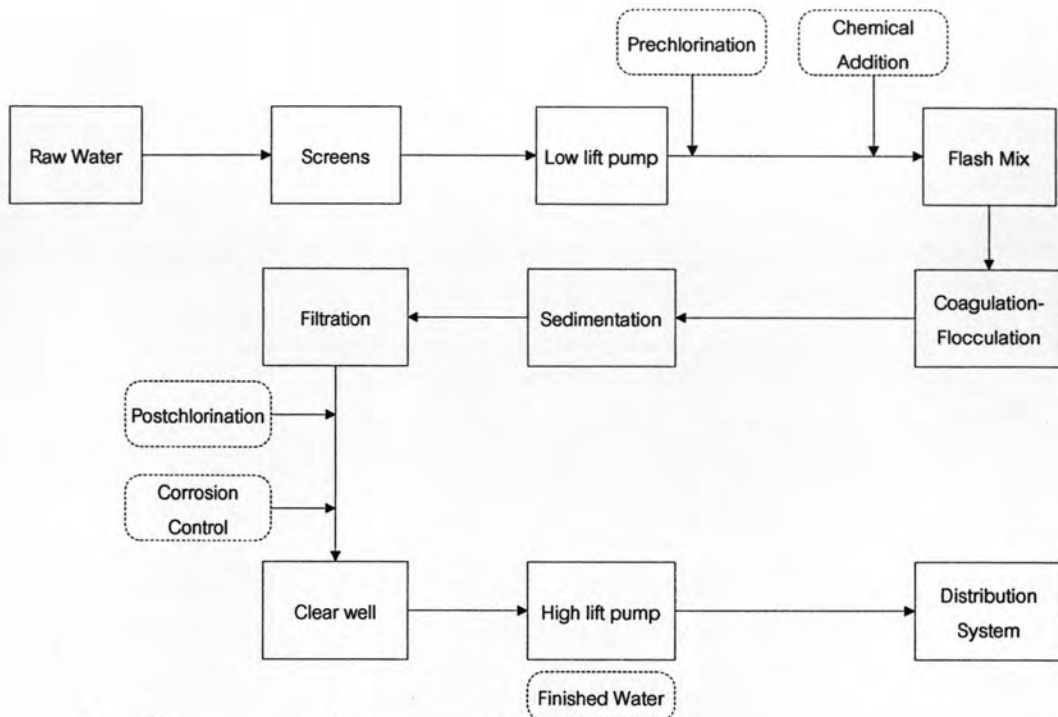 Prechlorination
Chemical
Addition
Raw Water
Screens
Low lift pump
Flash Mix
Filtration
Sedimentation
Coagulation-
Flocculation
Postchlorination
Corrosion
Control
Clear well
High lift pump
Distribution
System
Finished Water